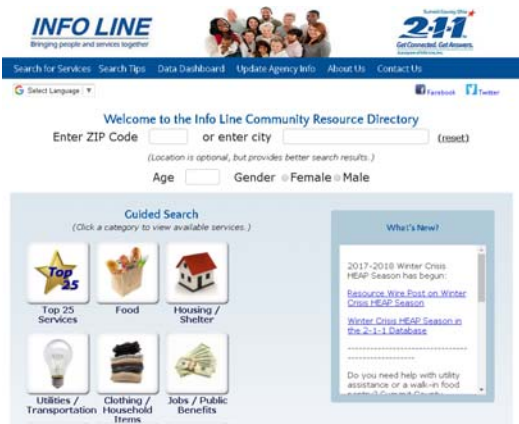 INFO LINE
Bringing people and services together
Summit County, Ohio
2-1-1
Get Connected. Get Answers.
Search for Services Search Tips Data Dashboard Update Agency Info About Us Contact Us
Select Language ▼
Facebook Twitter
Welcome to the Info Line Community Resource Directory
Enter ZIP Code or enter city (reset)
(Location is optional, but provides better search results.)
Age Gender Female Male
Guided Search
(Click a category to view available services.)
Top 25
Top 25 Services
Food
Housing / Shelter
Utilities / Transportation
Clothing / Household Items
Jobs / Public Benefits
What's New?
2017-2018 Winter Crisis
HEAP Season has begun:
Resource Wire Post on Winter
Crisis HEAP Season
Winter Crisis HEAP Season in
the 2-1-1 Database
--------------------------------
-----------------
Do you need help with utility
assistance or a walk-in food
pantry? Summit County